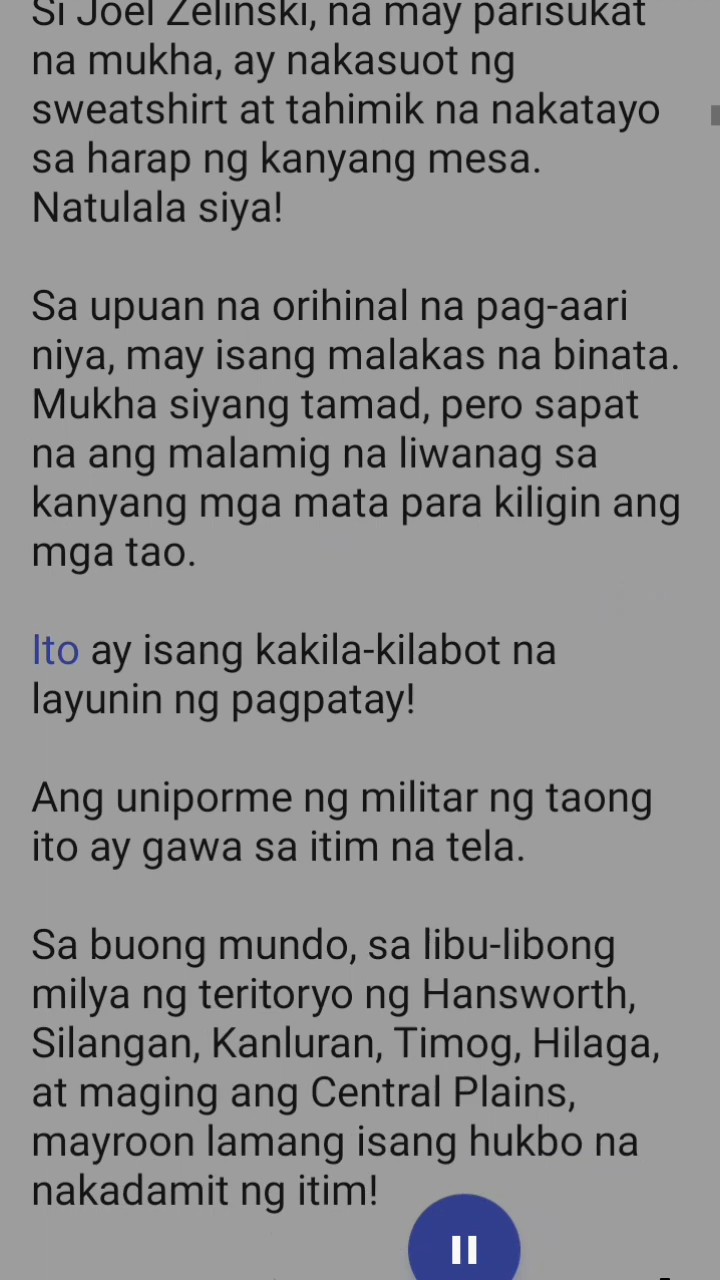 Si Joel Zelinski, na may parisukat
na mukha, ay nakasuot ng
sweatshirt at tahimik na nakatayo
sa harap ng kanyang mesa.
Natulala siya!
Sa upuan na orihinal na pag-aari
niya, may isang malakas na binata.
Mukha siyang tamad, pero sapat
na ang malamig na liwanag sa
kanyang mga mata para kiligin ang
mga tao.
Ito ay isang kakila-kilabot na
layunin ng pagpatay!
Ang uniporme ng militar ng taong
ito ay gawa sa itim na tela.
Sa buong mundo, sa libu-libong
milya ng teritoryo ng Hansworth,
Silangan, Kanluran, Timog, Hilaga,
at maging ang Central Plains,
mayroon lamang isang hukbo na
nakadamit ng itim!